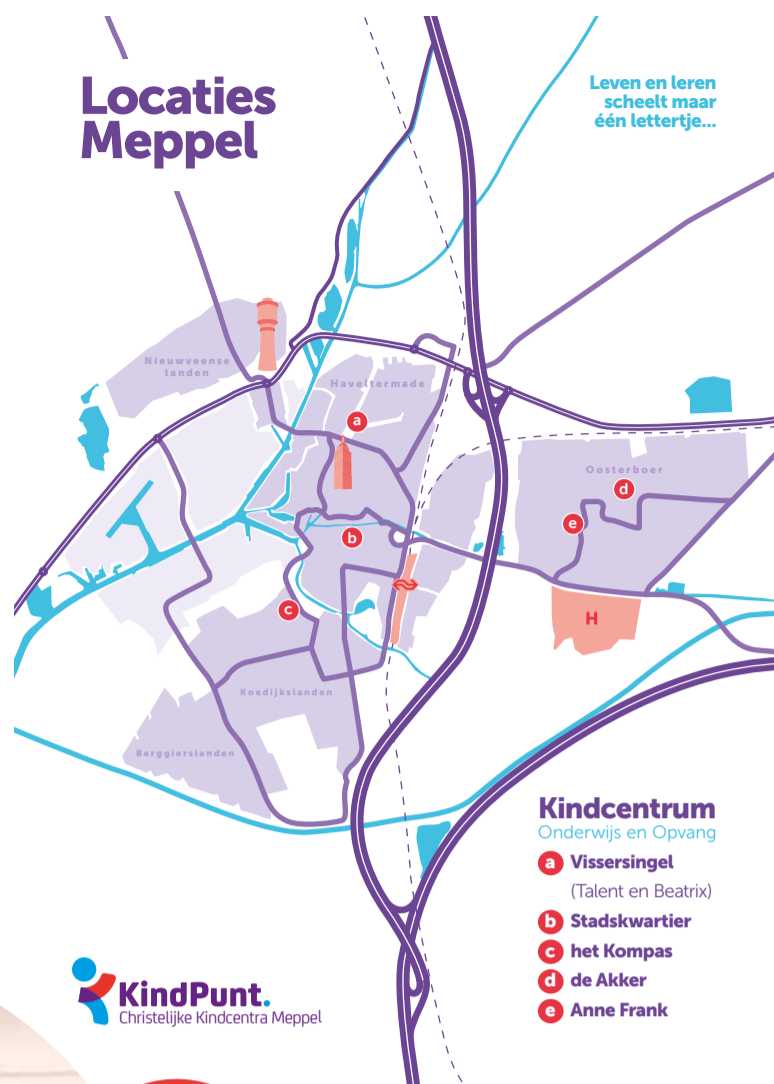 Locaties
Meppel
Leven en leren
scheelt maar
één lettertje...
Nieuwveense
landen
Haveltermade
a
Oosterboer
d
e
b
c
H
Koedijkslanden
Berggierslanden
Kindcentrum
Onderwijs en Opvang
a Vissersingel
(Talent en Beatrix)
b Stadskwartier
c het Kompas
d de Akker
e Anne Frank
KindPunt.
Christelijke Kindcentra Meppel